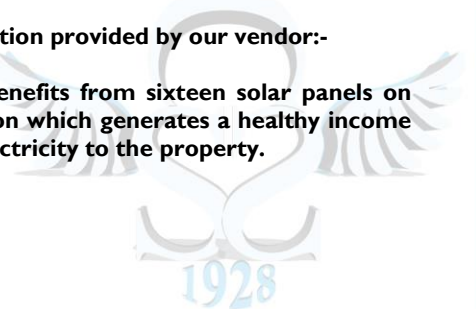 tion provided by our vendor:-
enefits from sixteen solar panels on
on which generates a healthy income
ctricity to the property.
1928